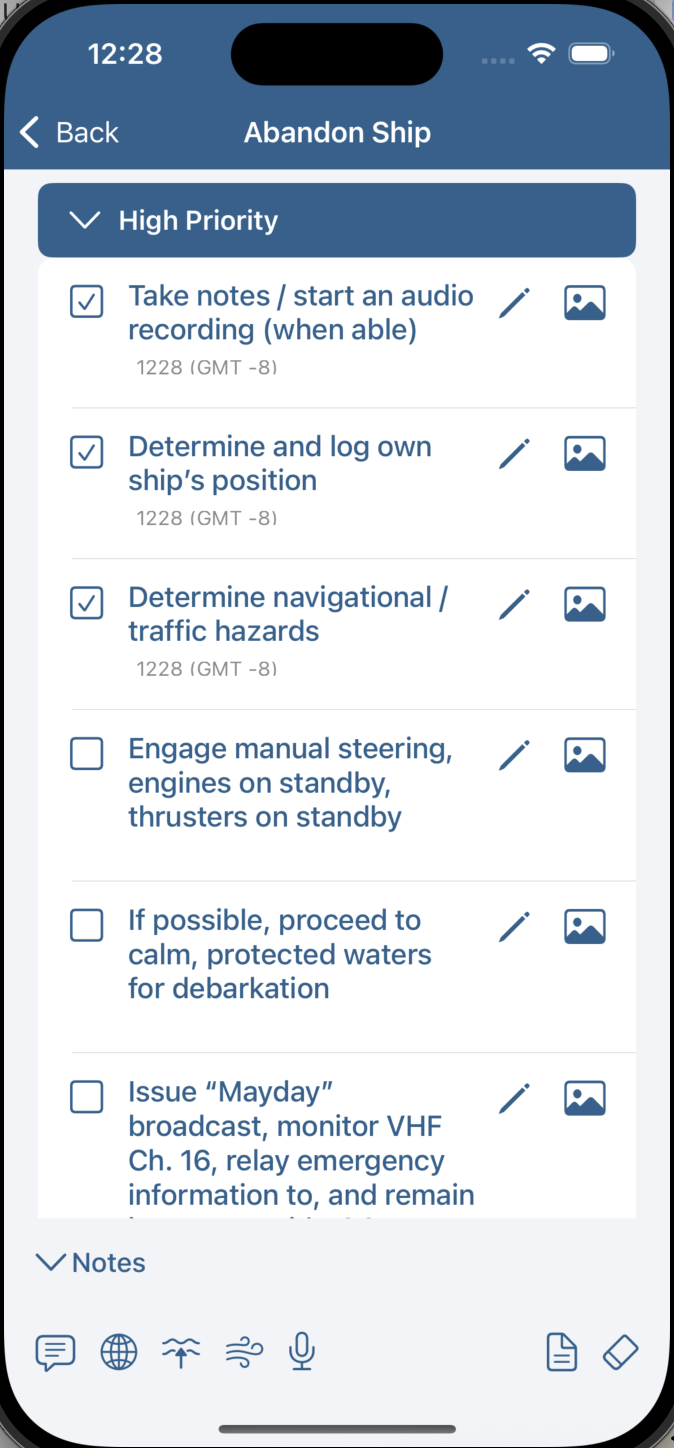 12:28
Back
Abandon Ship
High Priority
Take notes / start an audio
recording (when able)
1228 (GMT -8)
Determine and log own
ship’s position
1228 (GMT -8)
Determine navigational /
traffic hazards
1228 (GMT -8)
Engage manual steering,
engines on standby,
thrusters on standby
If possible, proceed to
calm, protected waters
for debarkation
Issue “Mayday”
broadcast, monitor VHF
Ch. 16, relay emergency
information to, and remain
Notes